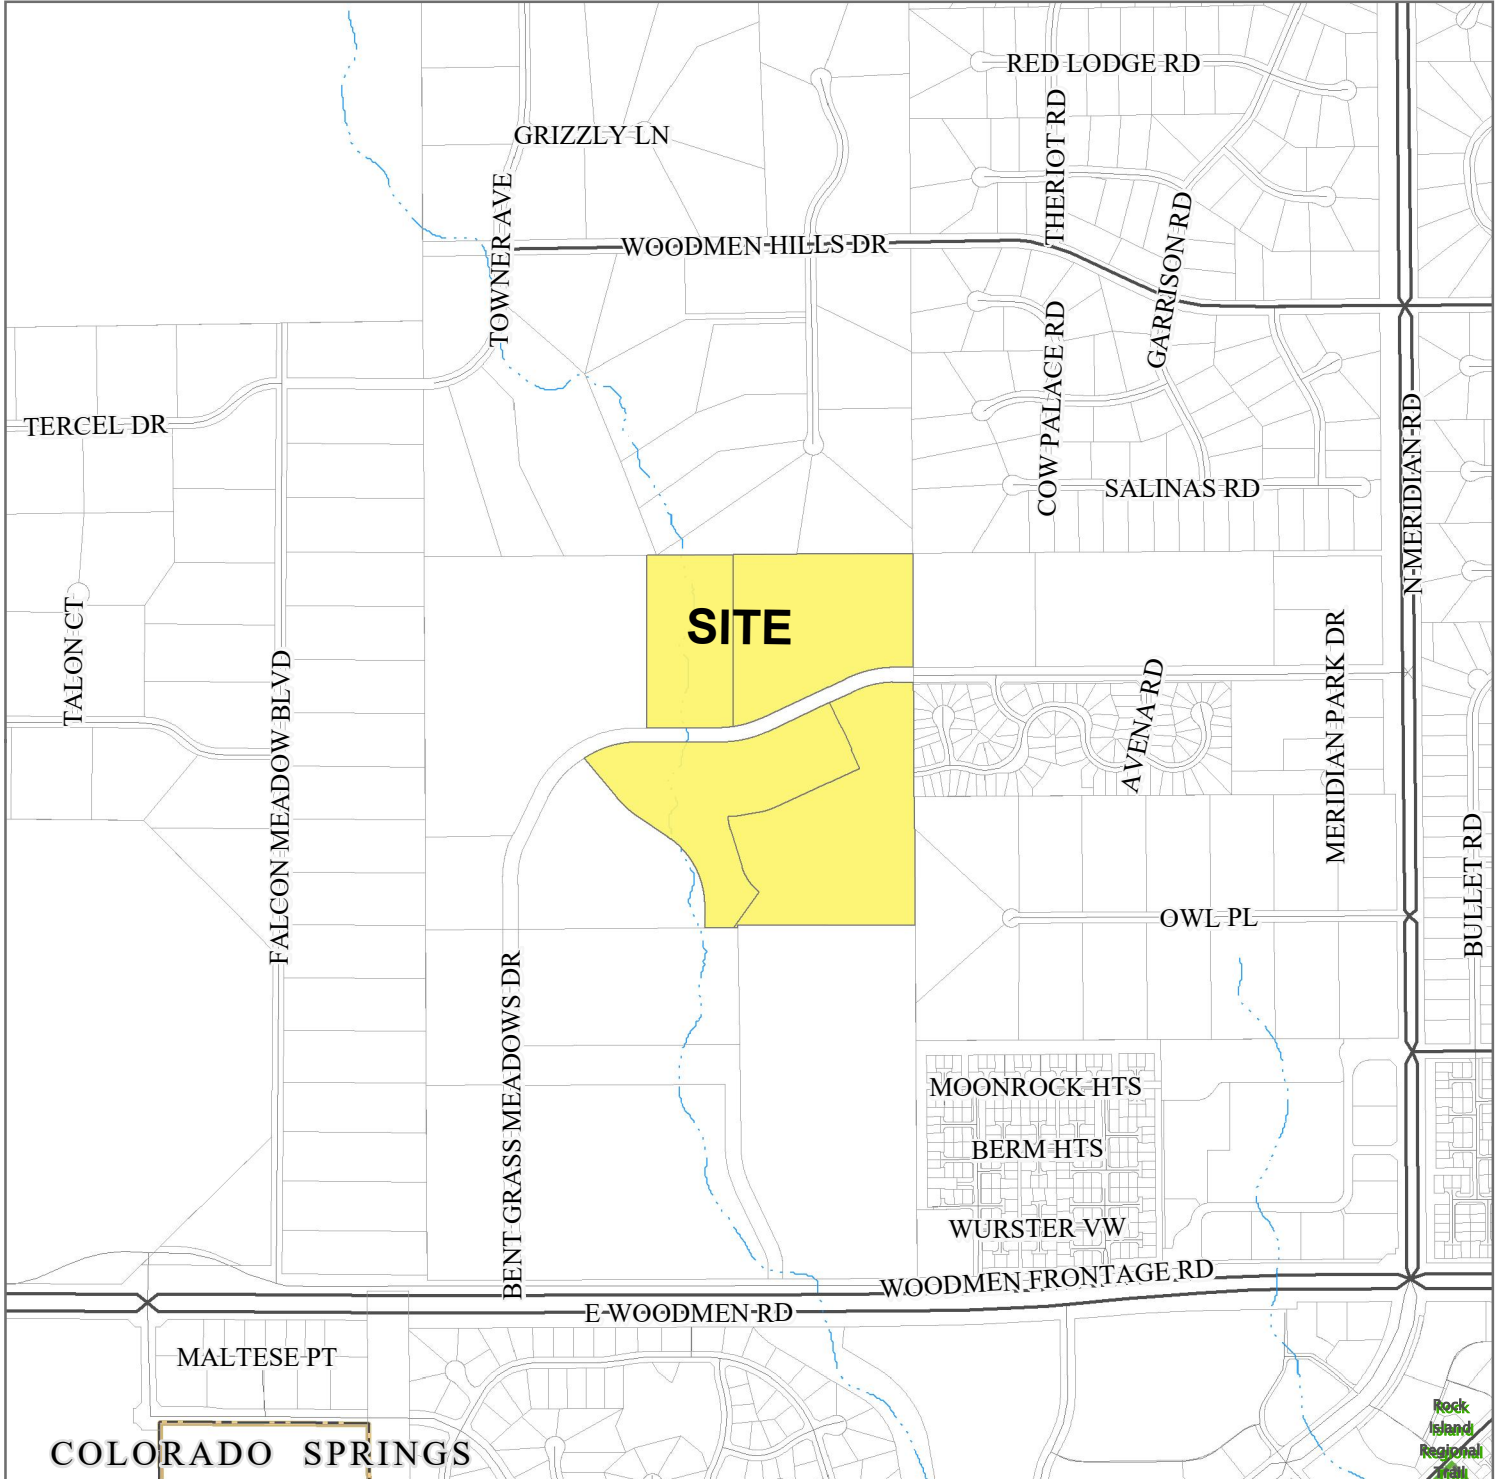 RED LODGE RD
THERIOT RD
GRIZZLY LN
TOWNER AVE
WOODMEN HILLS DR
GARRISON RD
COW PALACE RD
TERCEL DR
SALINAS RD
N MERIDIAN RD
TALON CT
SITE
FALCON MEADOW BLVD
AVENA RD
MERIDIAN PARK DR
BULLET RD
OWL PL
BENT GRASS MEADOWS DR
MOONROCK HTS
BERM HTS
WURSTER VW
WOODMEN FRONTAGE RD
E WOODMEN RD
MALTESE PT
COLORADO SPRINGS
Rock
Island
Regional
Trail